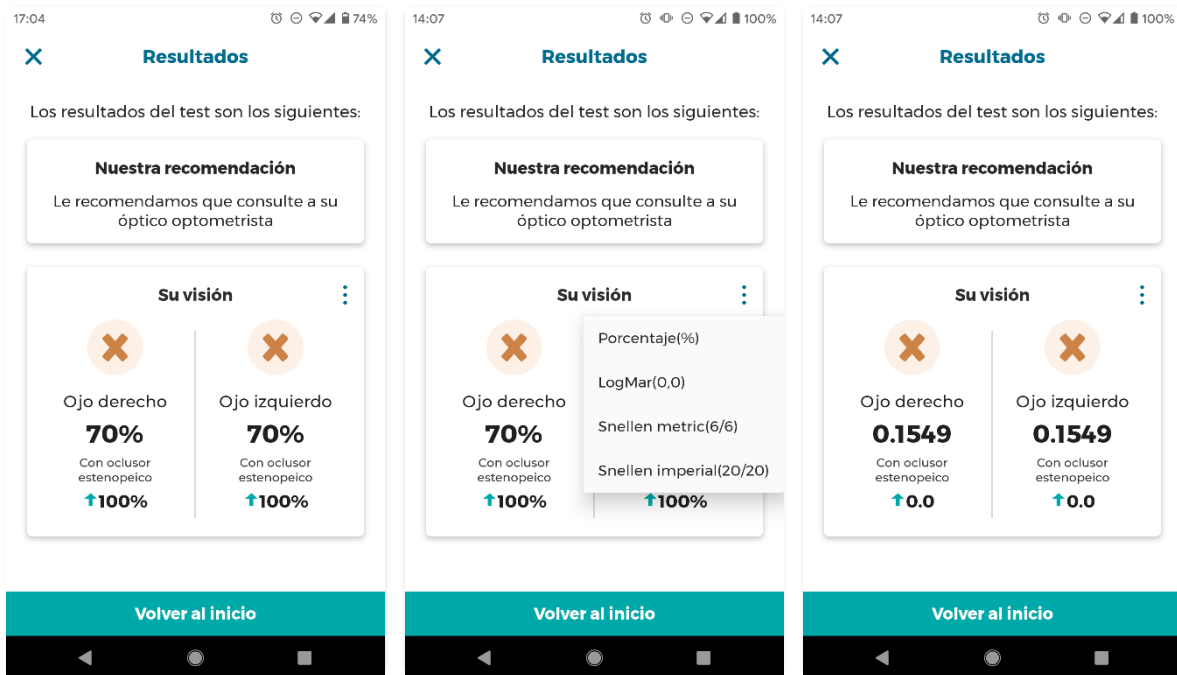 17:04
74%
Resultados
Los resultados del test son los siguientes:
Nuestra recomendación
Le recomendamos que consulte a su
óptico optometrista
Su visión
Ojo derecho
70%
Con oclusor
estenopeico
100%
Ojo izquierdo
70%
Con oclusor
estenopeico
100%
Volver al inicio
14:07
100%
Resultados
Los resultados del test son los siguientes:
Nuestra recomendación
Le recomendamos que consulte a su
óptico optometrista
Su visión
Ojo derecho
70%
Con oclusor
estenopeico
100%
Porcentaje(%)
LogMar(0,0)
Snellen metric(6/6)
Snellen imperial(20/20)
100%
Volver al inicio
14:07
100%
Resultados
Los resultados del test son los siguientes:
Nuestra recomendación
Le recomendamos que consulte a su
óptico optometrista
Su visión
Ojo derecho
0.1549
Con oclusor
estenopeico
0.0
Ojo izquierdo
0.1549
Con oclusor
estenopeico
0.0
Volver al inicio